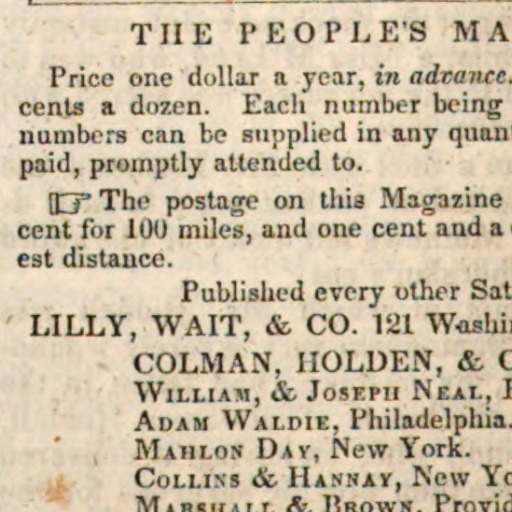 THE PEOPLE'S MA
Price one dollar a year, in advance.
cents a dozen. Each number being
numbers can be supplied in any quant
paid, promptly attended to.
☞ The postage on this Magazine
cent for 100 miles, and one cent and a
est distance.
Published every other Sat
LILLY, WAIT, & CO. 121 Washin
COLMAN, HOLDEN, & C
WILLIAM, & JOSEPH NEAL,
ADAM WALDIE, Philadelphia.
MAHLON DAY, New York.
COLLINS & HANNAY, New Yo
MARSHALL & BROWN, Provid